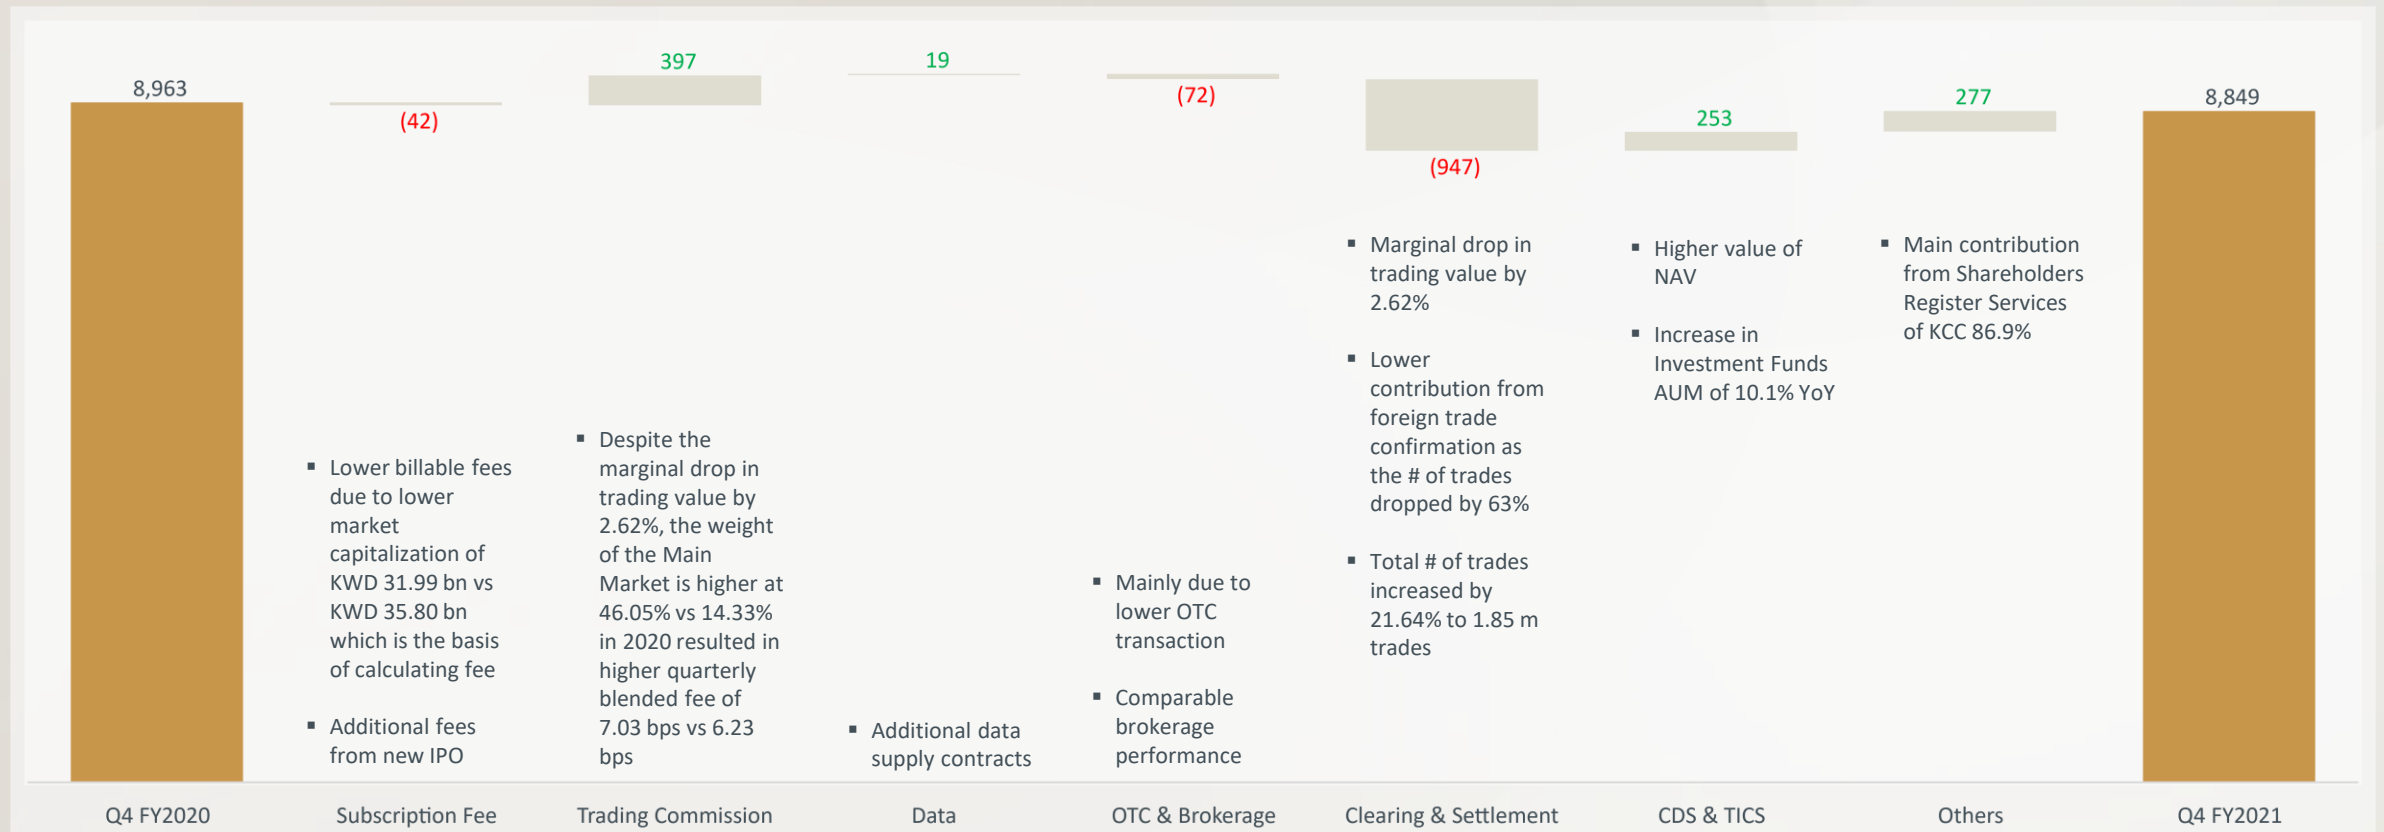 8,963
(42)
397
19
(72)
(947)
253
277
8,849
▪ Lower billable fees
due to lower
market
capitalization of
KWD 31.99 bn vs
KWD 35.80 bn
which is the basis
of calculating fee
▪ Additional fees
from new IPO
▪ Despite the
marginal drop in
trading value by
2.62%, the weight
of the Main
Market is higher at
46.05% vs 14.33%
in 2020 resulted in
higher quarterly
blended fee of
7.03 bps vs 6.23
bps
▪ Additional data
supply contracts
▪ Mainly due to
lower OTC
transaction
▪ Comparable
brokerage
performance
▪ Marginal drop in
trading value by
2.62%
▪ Lower
contribution from
foreign trade
confirmation as
the # of trades
dropped by 63%
▪ Total # of trades
increased by
21.64% to 1.85 m
trades
▪ Higher value of
NAV
▪ Increase in
Investment Funds
AUM of 10.1% YoY
▪ Main contribution
from Shareholders
Register Services
of KCC 86.9%
Q4 FY2020
Subscription Fee
Trading Commission
Data
OTC & Brokerage
Clearing & Settlement
CDS & TICS
Others
Q4 FY2021